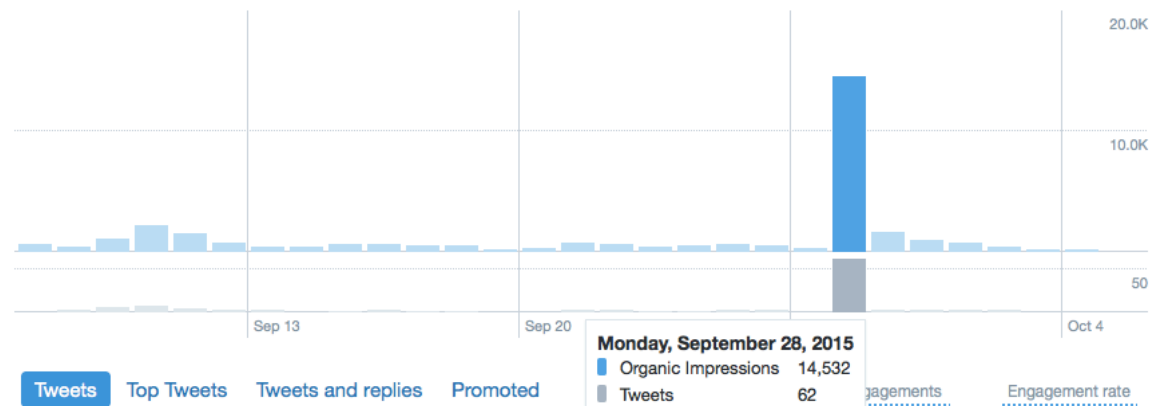 20.0K
10.0K
50
Sep 13
Sep 20
Oct 4
Monday, September 28, 2015
Organic Impressions 14,532
Tweets 62
Tweets Top Tweets Tweets and replies Promoted gagements Engagement rate